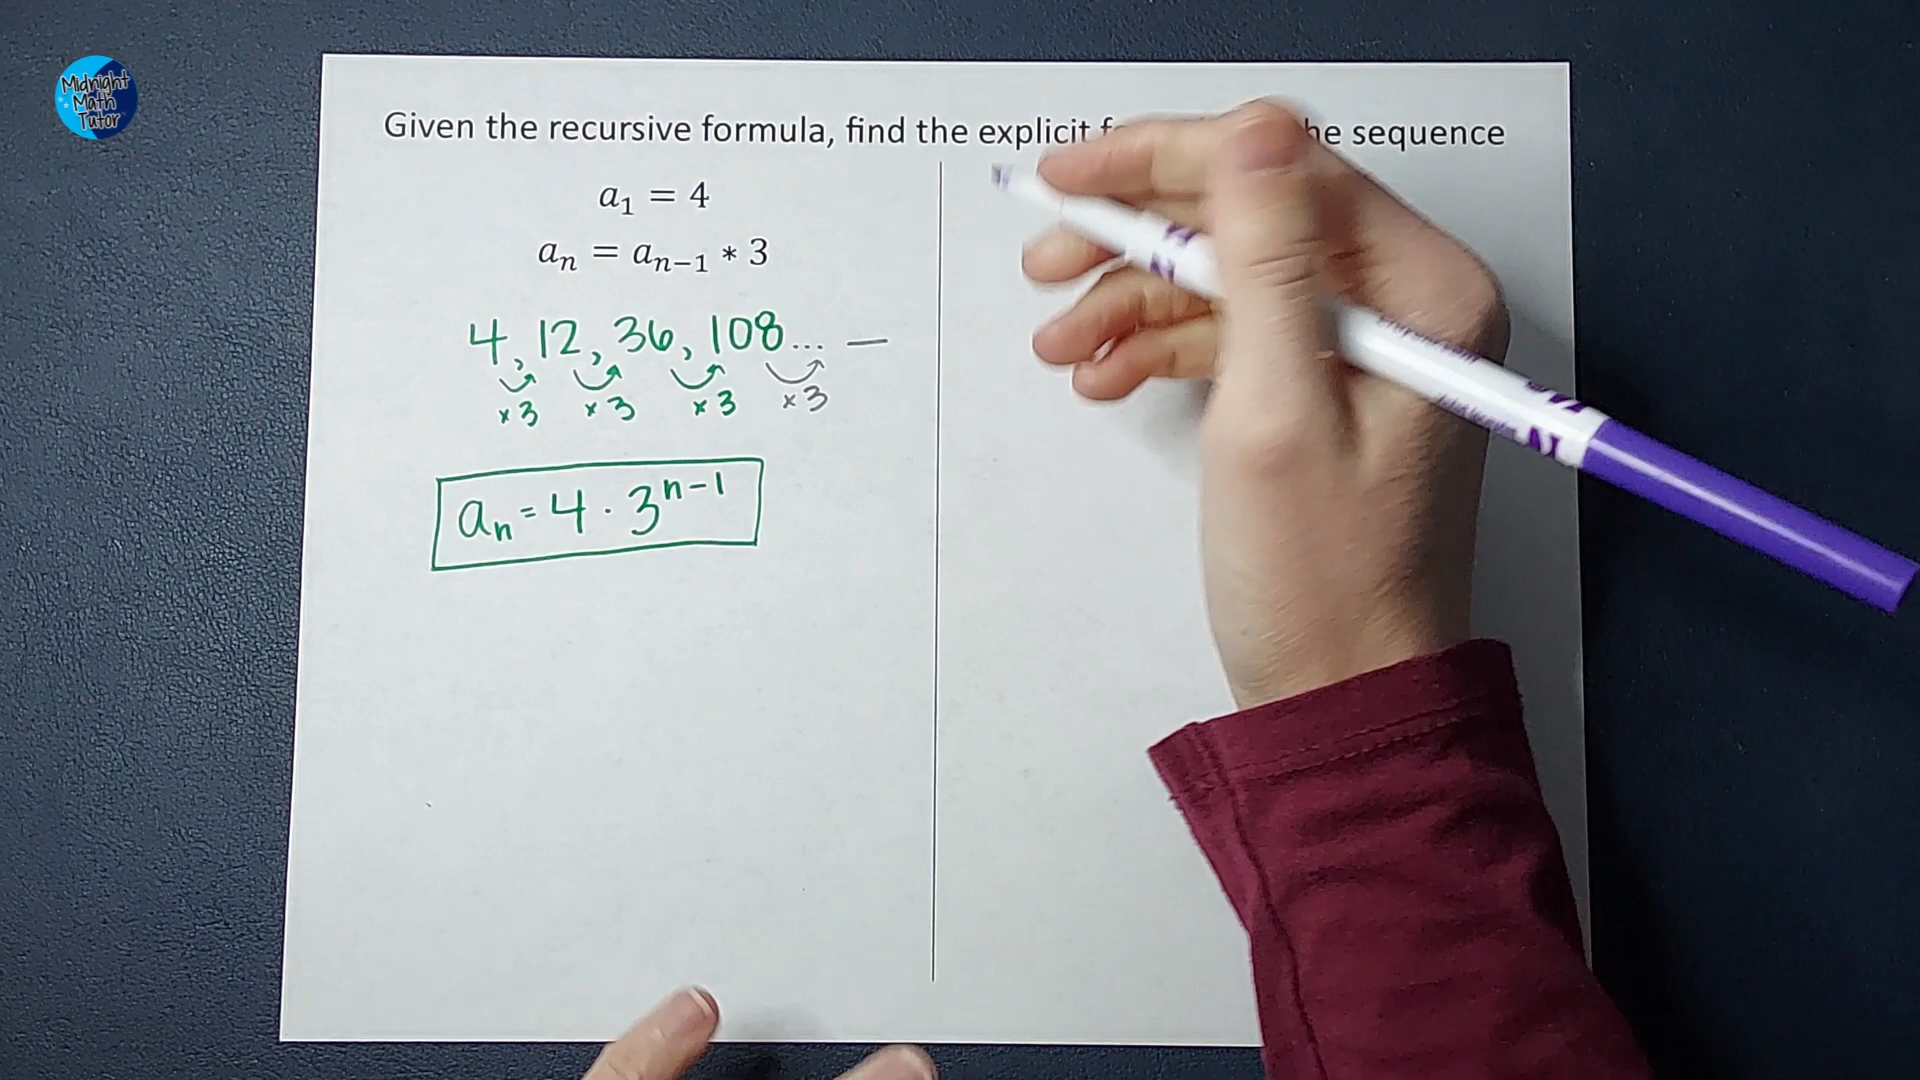 Midnight
Math
Tutor
Given the recursive formula, find the explicit he sequence
a₁ = 4
aₙ = aₙ₋₁ * 3
4, 12, 36, 108... —
×3 ×3 ×3 ×3
aₙ = 4 · 3ⁿ⁻¹